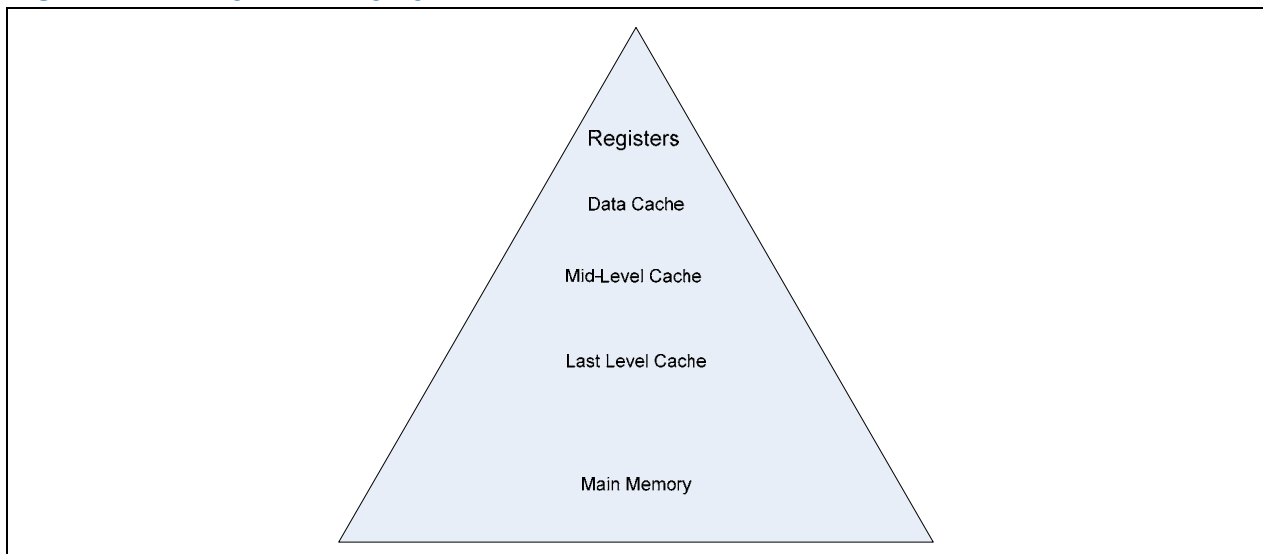 Registers
Data Cache
Mid-Level Cache
Last Level Cache
Main Memory